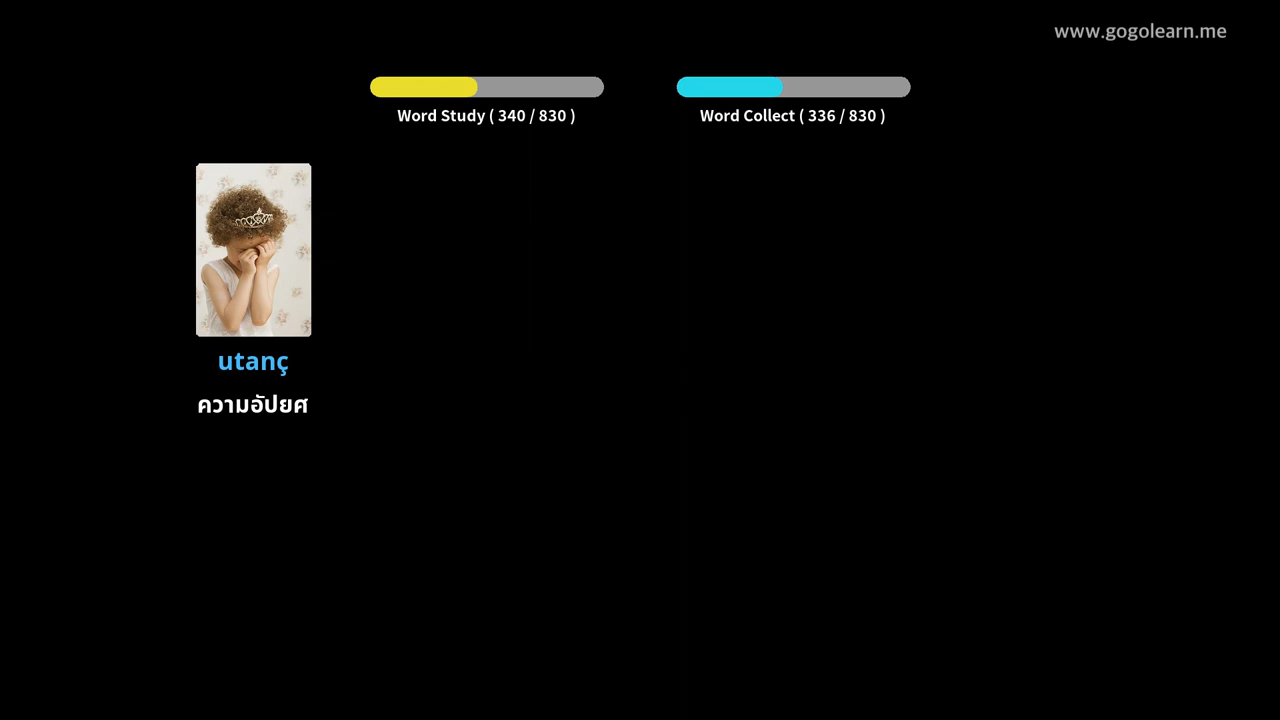 www.gogolearn.me
Word Study ( 340 / 830 )
Word Collect ( 336 / 830 )
utanç
ความอัปยศ